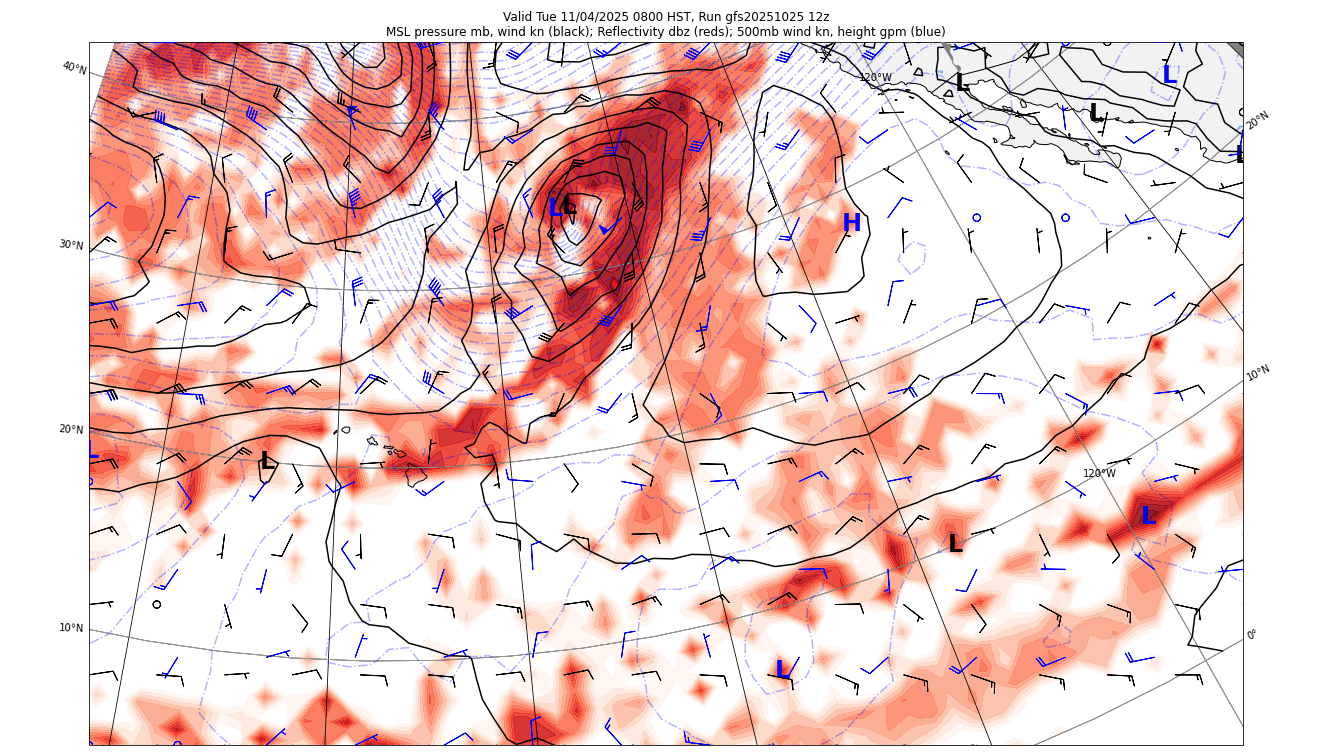 Valid Tue 11/04/2025 0800 HST, Run gfs20251025 12z
MSL pressure mb, wind kn (black); Reflectivity dbz (reds); 500mb wind kn, height gpm (blue)
40°N
120°W
L
L
L
20°N
L
L
L
H
30°N
10°N
20°N
L
L
120°W
L
L
10°N
0°
L